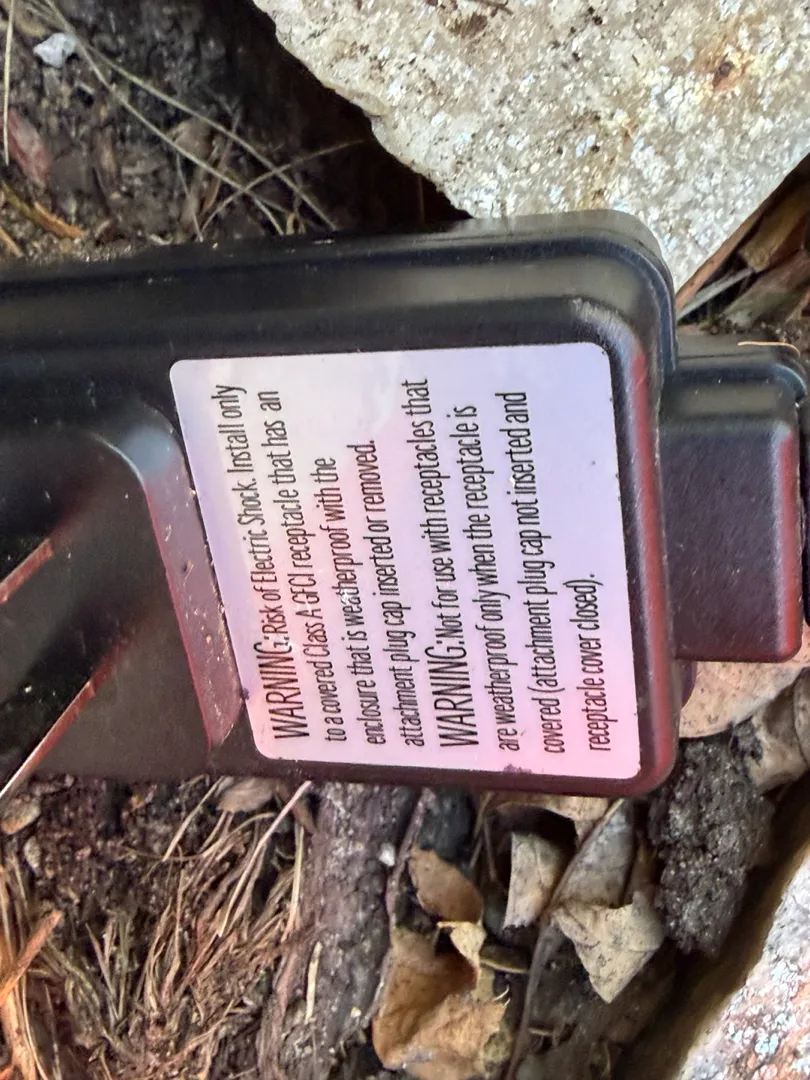 WARNING: Risk of Electric Shock. Install only
to a covered Class A GFCI receptacle that has an
enclosure that is weatherproof with the
attachment plug cap inserted or removed.
WARNING: Not for use with receptacles that
are weatherproof only when the receptacle is
covered (attachment plug cap not inserted and
receptacle cover closed).